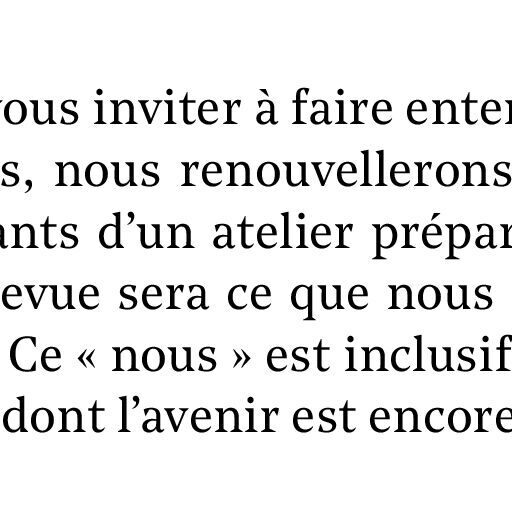 vous inviter à faire enten
s, nous renouvellerons
ants d’un atelier prépar
evue sera ce que nous
Ce « nous » est inclusif
dont l’avenir est encore